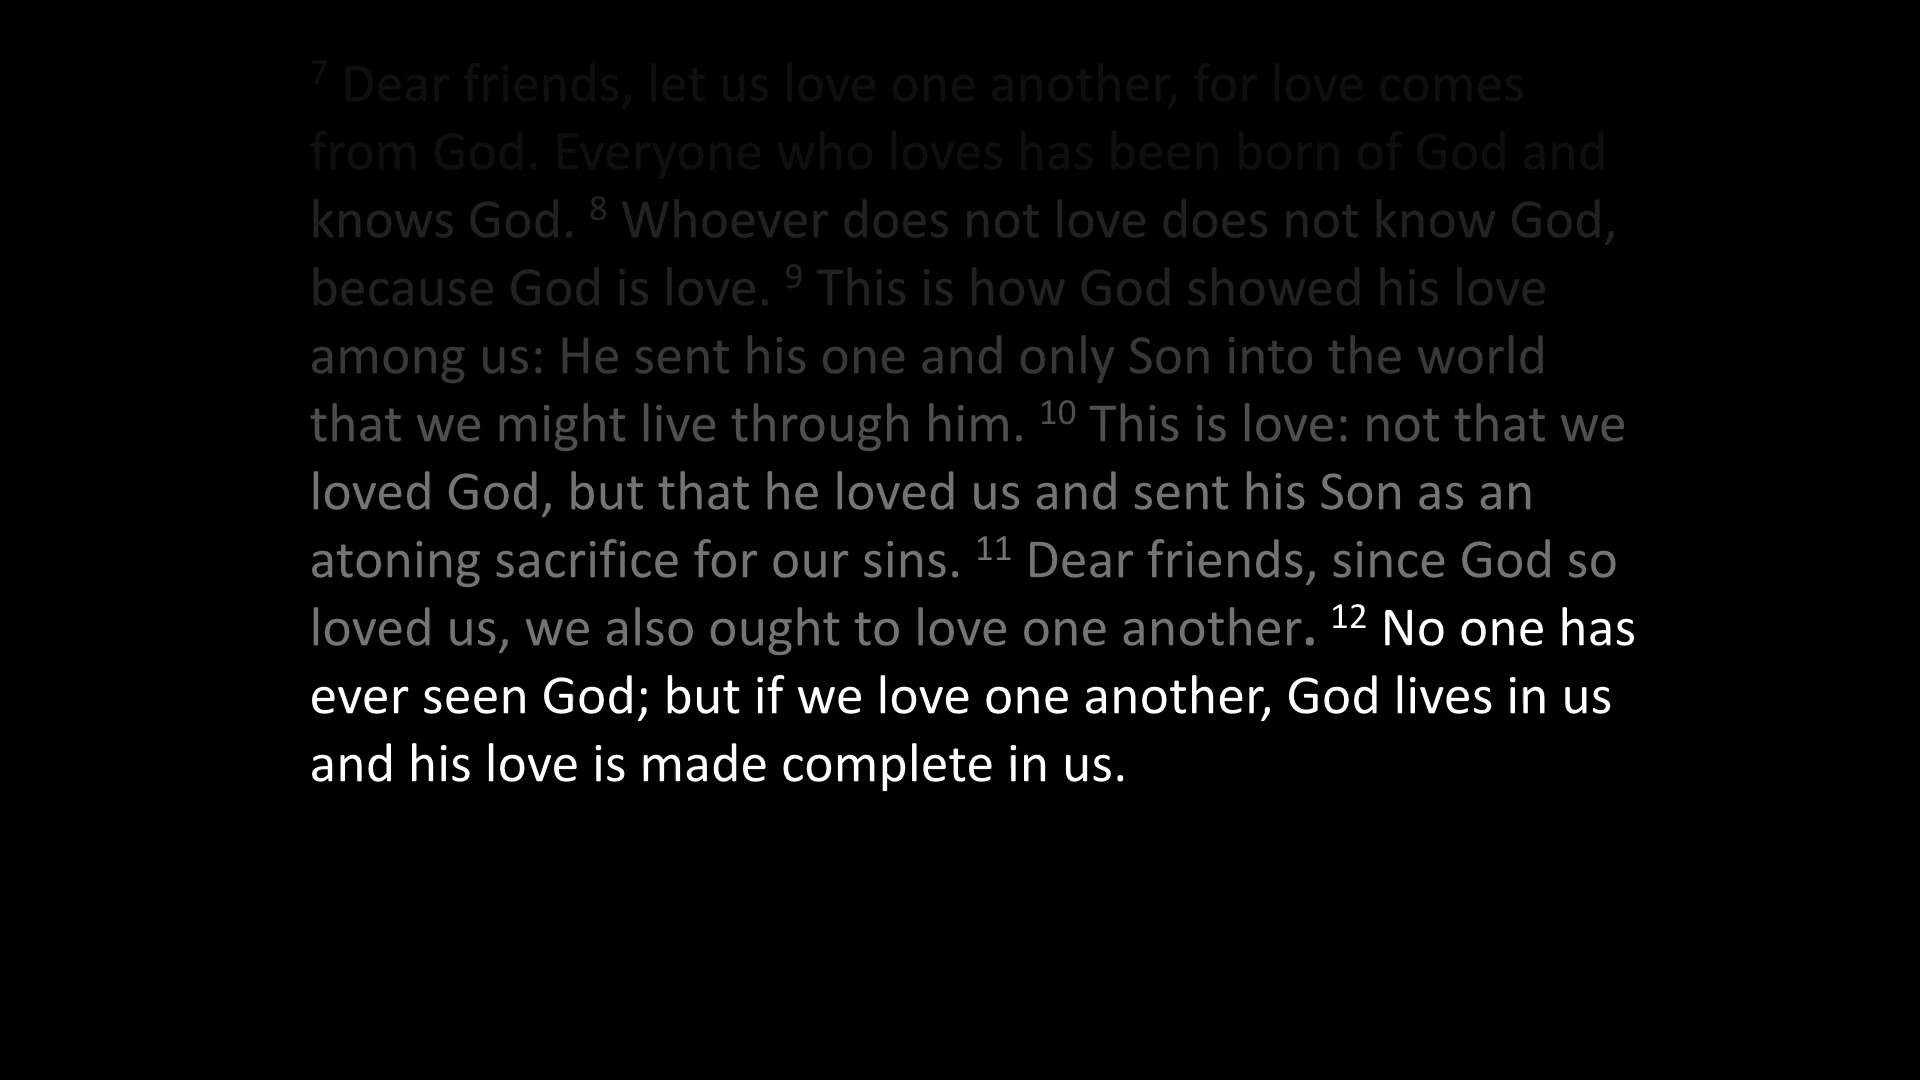 7 Dear friends, let us love one another, for love comes
from God. Everyone who loves has been born of God and
knows God. 8 Whoever does not love does not know God,
because God is love. 9 This is how God showed his love
among us: He sent his one and only Son into the world
that we might live through him. 10 This is love: not that we
loved God, but that he loved us and sent his Son as an
atoning sacrifice for our sins. 11 Dear friends, since God so
loved us, we also ought to love one another. 12 No one has
ever seen God; but if we love one another, God lives in us
and his love is made complete in us.